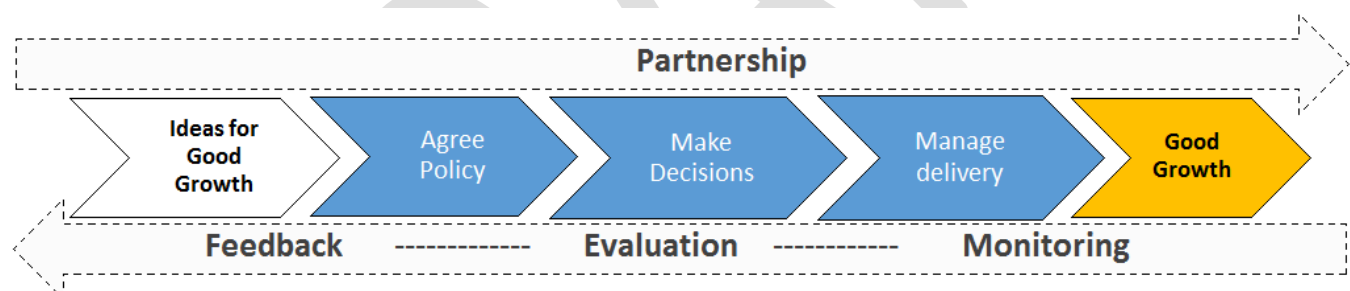 Partnership
Ideas for
Good
Growth
Agree
Policy
Make
Decisions
Manage
delivery
Good
Growth
Feedback ------------- Evaluation ------------ Monitoring